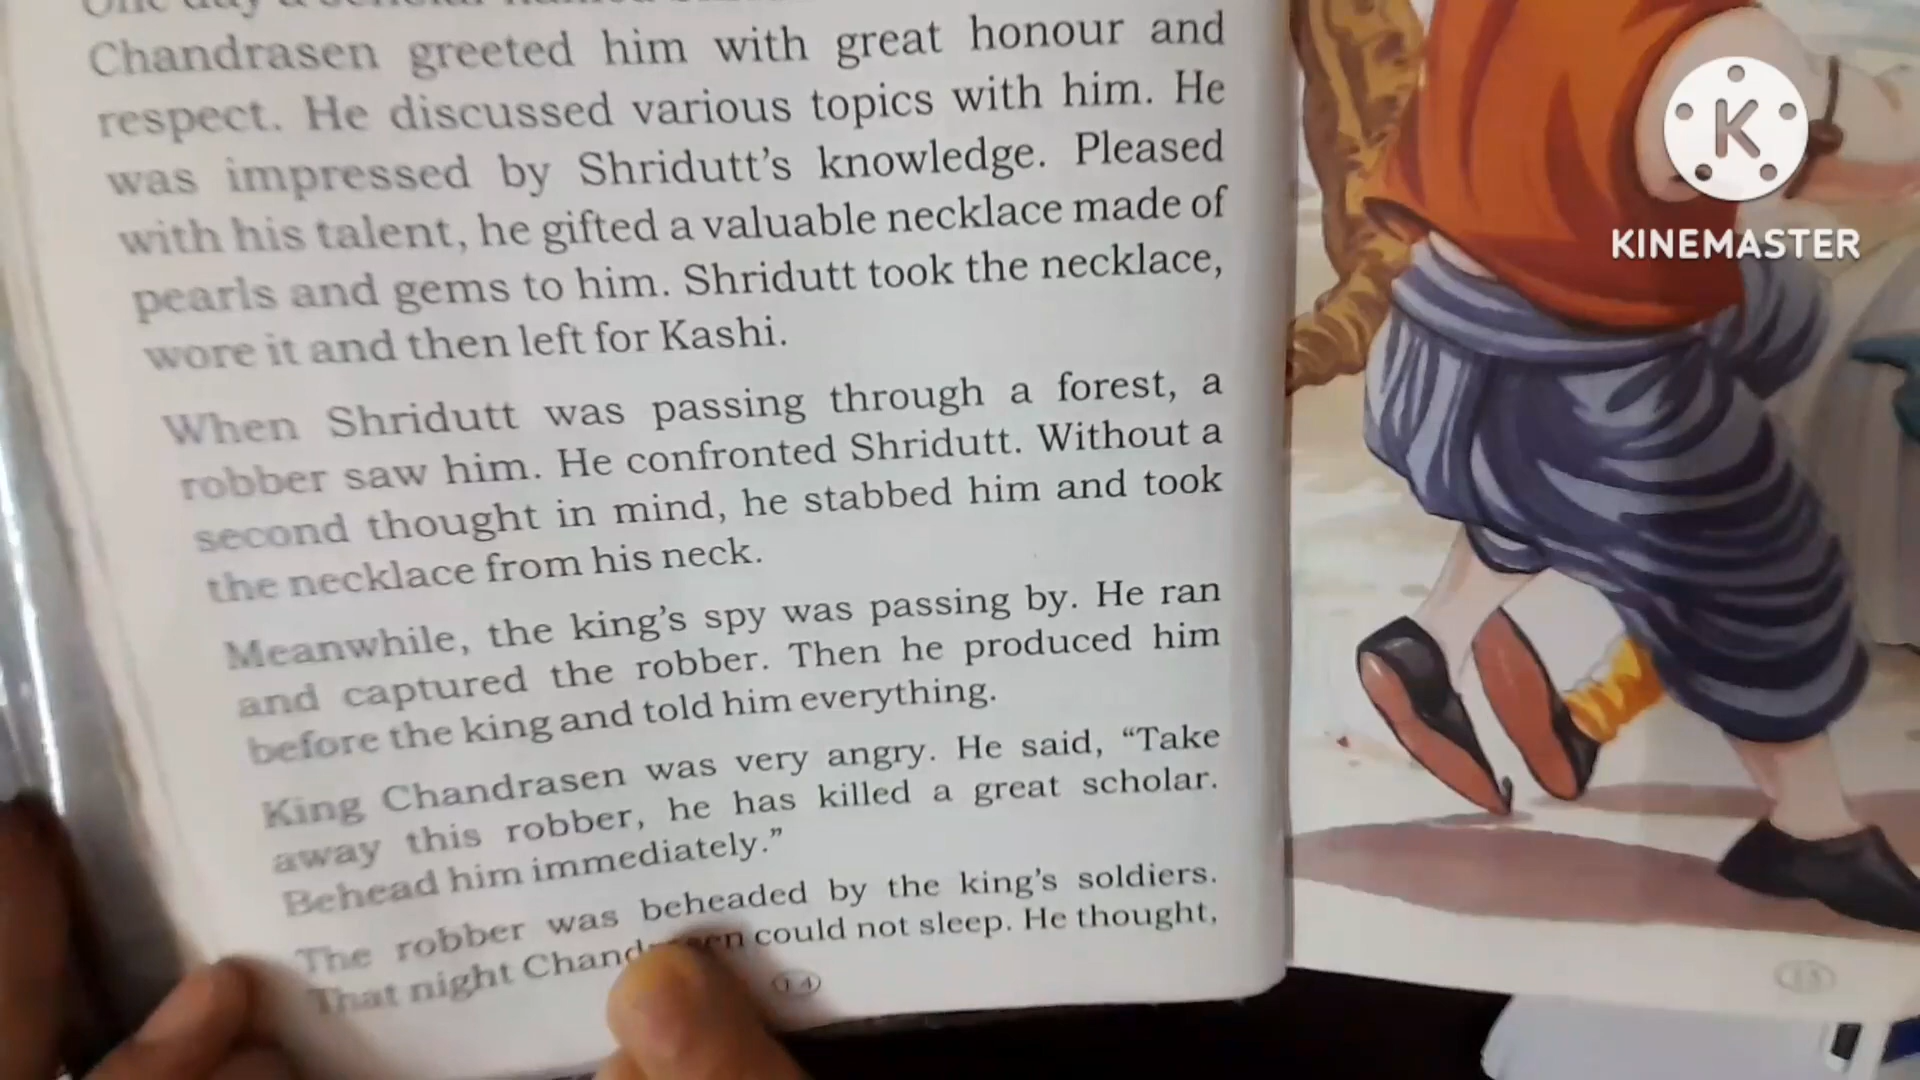 One day a scholar named
Chandrasen greeted him with great honour and
respect. He discussed various topics with him. He
was impressed by Shridutt's knowledge. Pleased
with his talent, he gifted a valuable necklace made of
pearls and gems to him. Shridutt took the necklace,
wore it and then left for Kashi.
When Shridutt was passing through a forest, a
robber saw him. He confronted Shridutt. Without a
second thought in mind, he stabbed him and took
the necklace from his neck.
Meanwhile, the king's spy was passing by. He ran
and captured the robber. Then he produced him
before the king and told him everything.
King Chandrasen was very angry. He said, “Take
away this robber, he has killed a great scholar.
Behead him immediately.”
The robber was beheaded by the king's soldiers.
That night could not sleep. He thought,
14
15
K
KINEMASTER